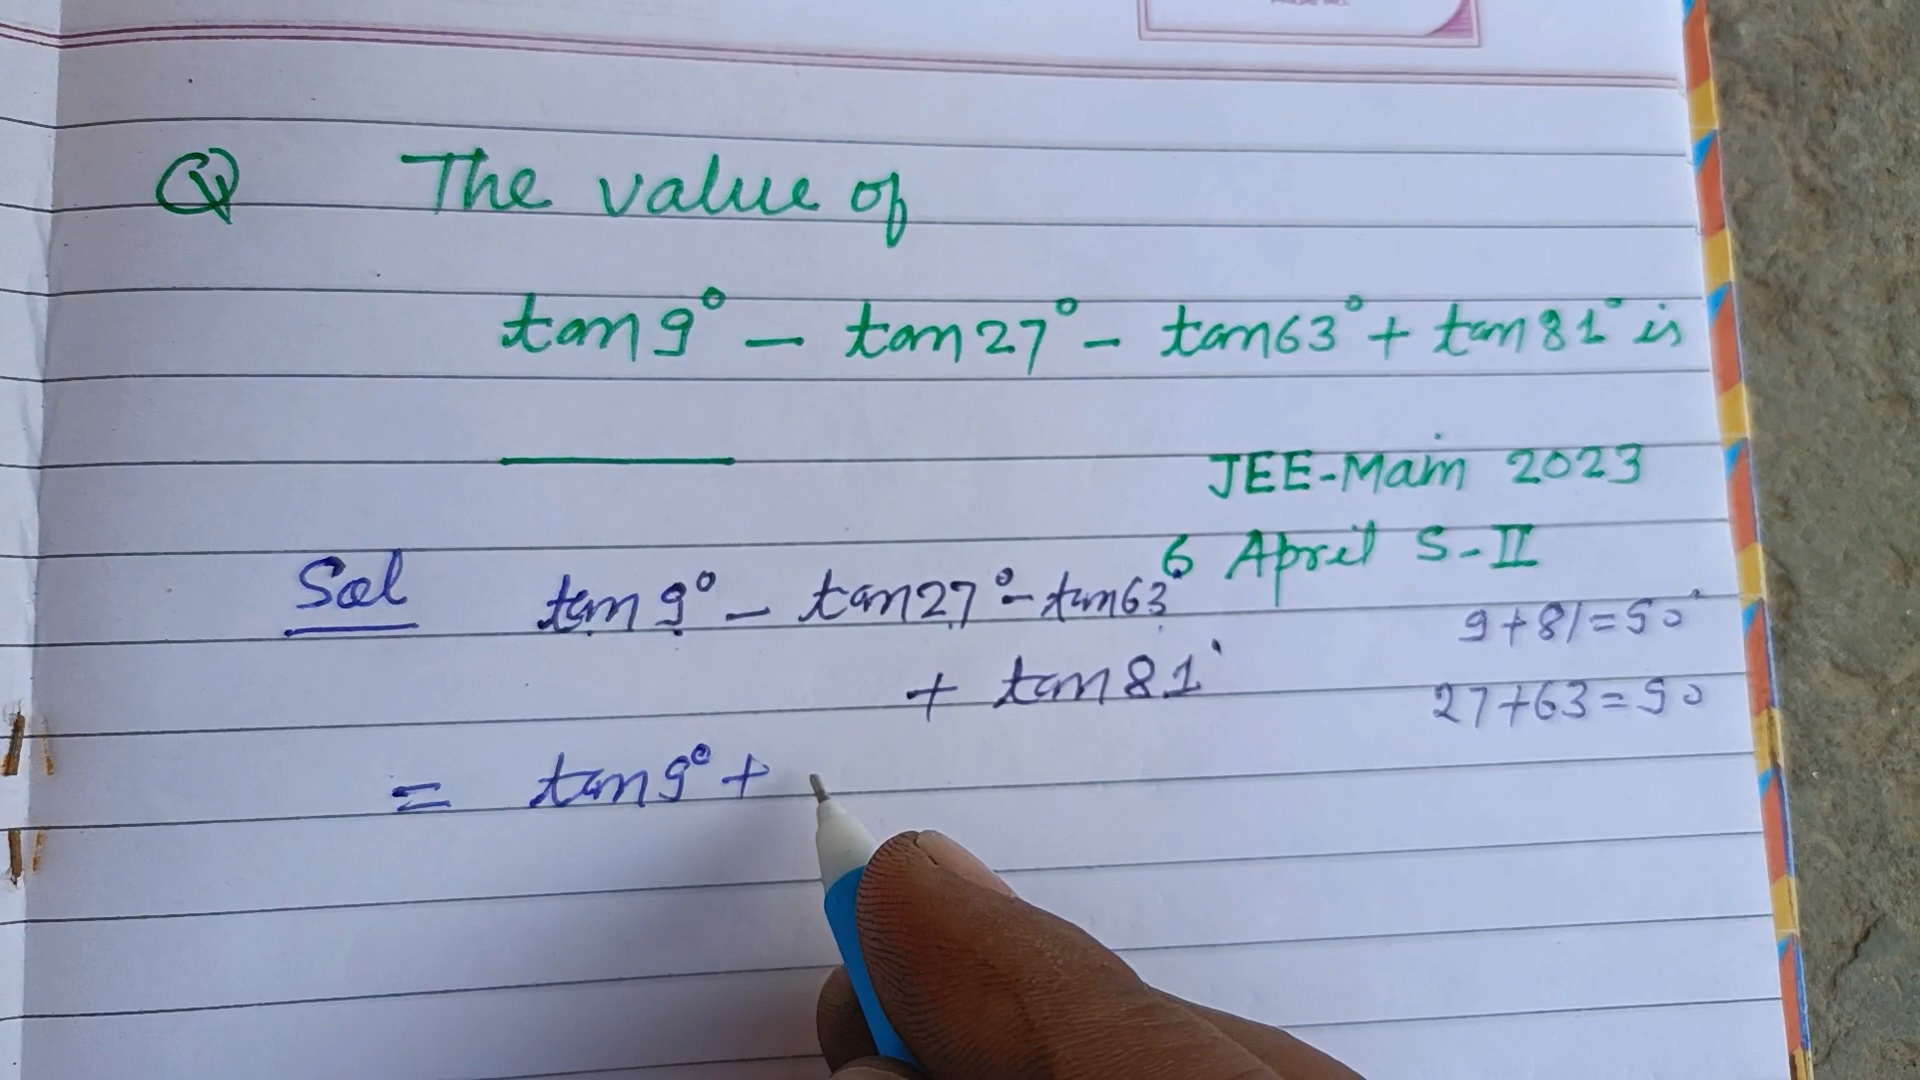 Q The value of
tan 9° - tan 27° - tan 63° + tan 81° is
JEE-Main 2023
6 April S-II
Sol tan 9° - tan 27° - tan 63°
+ tan 81°
9+81=90°
27+63=90
= tan 9° +